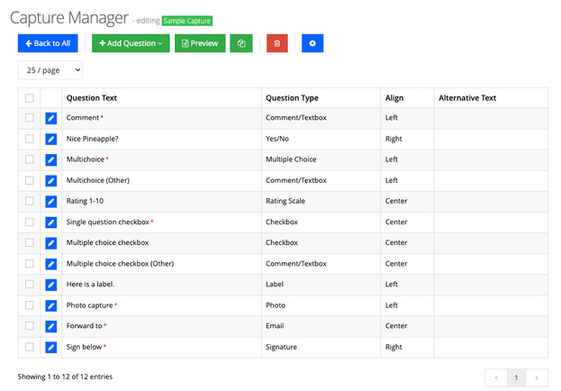 Capture Manager - editing Sample Capture
Back to All Add Question Preview
25 / page
Question Text Question Type Align Alternative Text
Comment* Comment/Textbox Left
Nice Pineapple? Yes/No Right
Multichoice* Multiple Choice Left
Multichoice (Other) Comment/Textbox Left
Rating 1-10 Rating Scale Center
Single question checkbox* Checkbox Center
Multiple choice checkbox Checkbox Center
Multiple choice checkbox (Other) Comment/Textbox Center
Here is a label. Label Left
Photo capture* Photo Left
Forward to* Email Center
Sign below* Signature Right
Showing 1 to 12 of 12 entries ‹ 1 ›